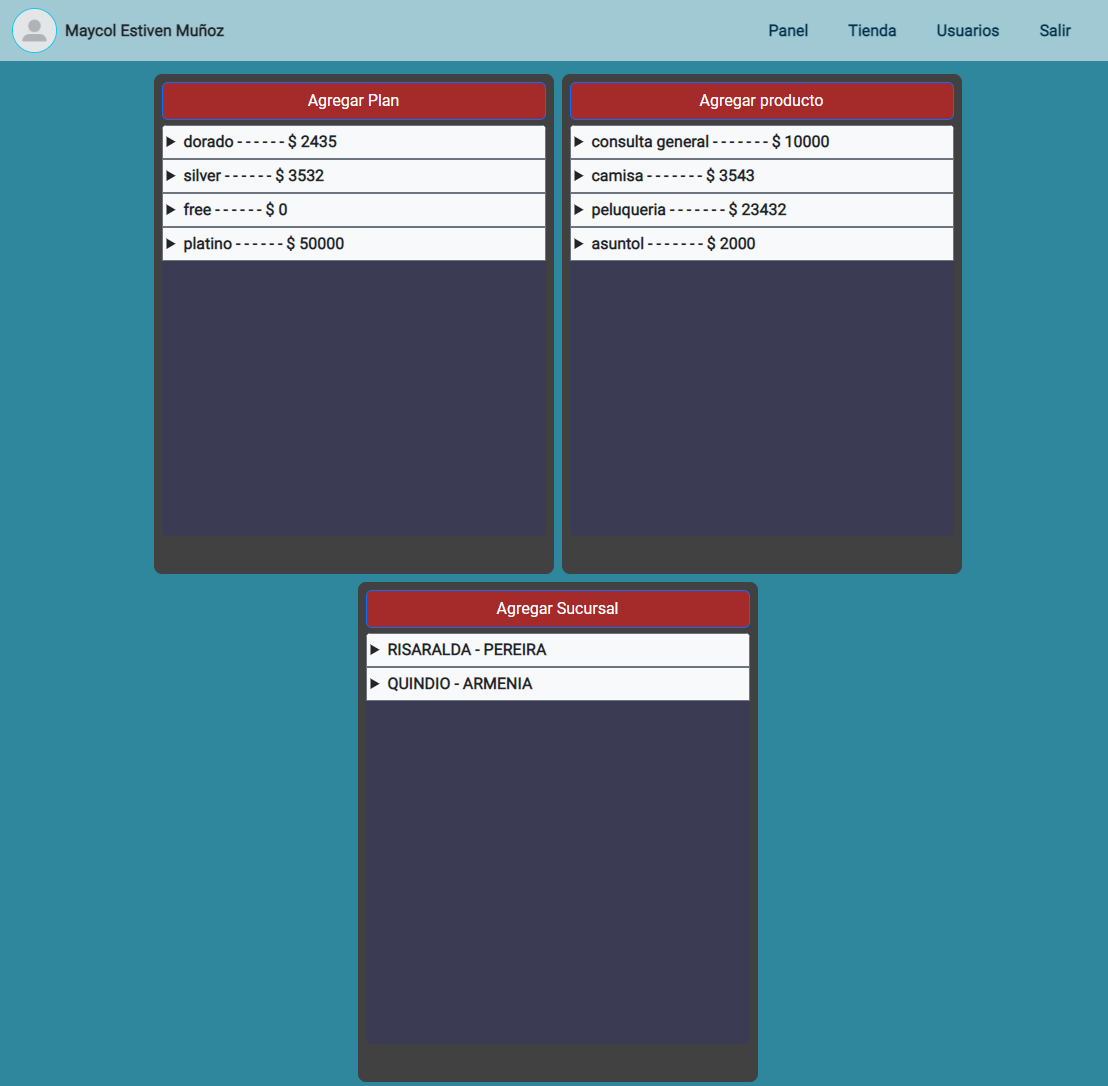 Maycol Estiven Muñoz
Panel
Tienda
Usuarios
Salir
Agregar Plan
dorado - - - - - - $ 2435
silver - - - - - - $ 3532
free - - - - - - $ 0
platino - - - - - - $ 50000
Agregar producto
consulta general - - - - - - - $ 10000
camisa - - - - - - - $ 3543
peluqueria - - - - - - - $ 23432
asuntol - - - - - - - $ 2000
Agregar Sucursal
RISARALDA - PEREIRA
QUINDIO - ARMENIA